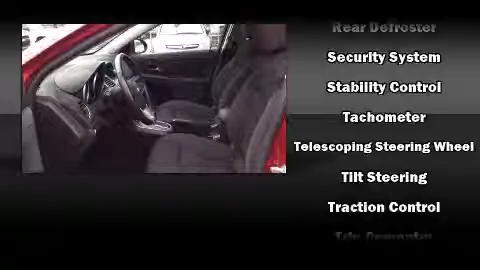 Rear Defroster
Security System
Stability Control
Tachometer
Telescoping Steering Wheel
Tilt Steering
Traction Control